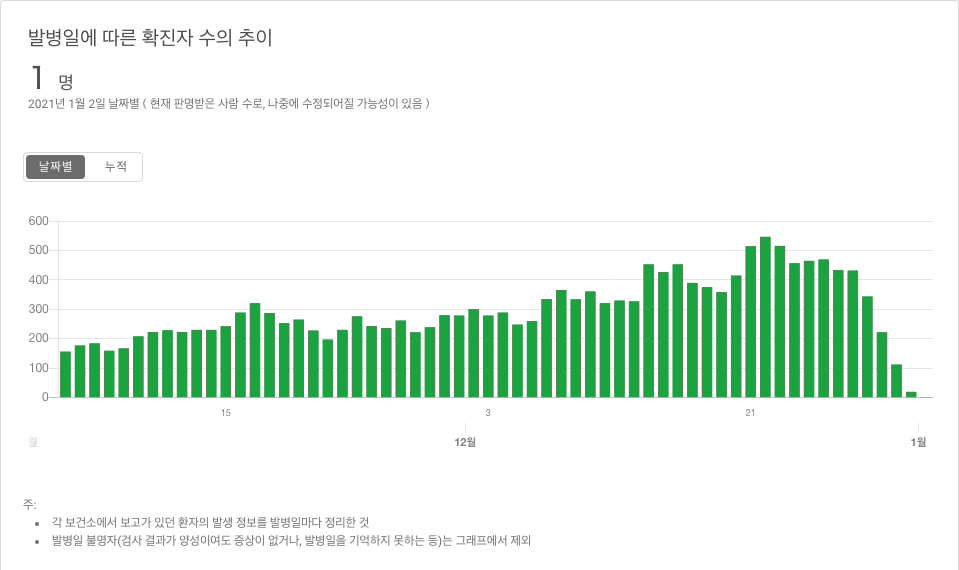 발병일에 따른 확진자 수의 추이
1 명
2021년 1월 2일 날짜별 ( 현재 판명받은 사람 수로, 나중에 수정되어질 가능성이 있음 )
날짜별 누적
600
500
400
300
200
100
0
15 3 21
월 12월 1월
주:
각 보건소에서 보고가 있던 환자의 발생 정보를 발병일마다 정리한 것
발병일 불명자(검사 결과가 양성이여도 증상이 없거나, 발병일을 기억하지 못하는 등)는 그래프에서 제외